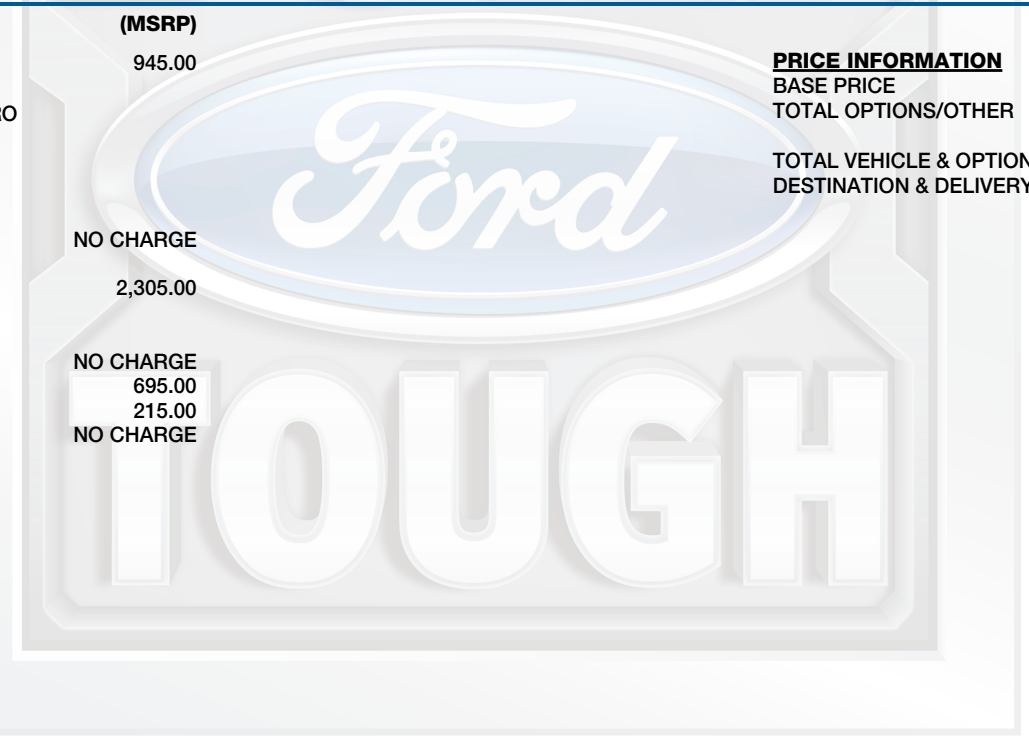 (MSRP)
945.00
RO
NO CHARGE
2,305.00
NO CHARGE
695.00
215.00
NO CHARGE
PRICE INFORMATION
BASE PRICE
TOTAL OPTIONS/OTHER
TOTAL VEHICLE & OPTION
DESTINATION & DELIVERY
Ford
TOUGH